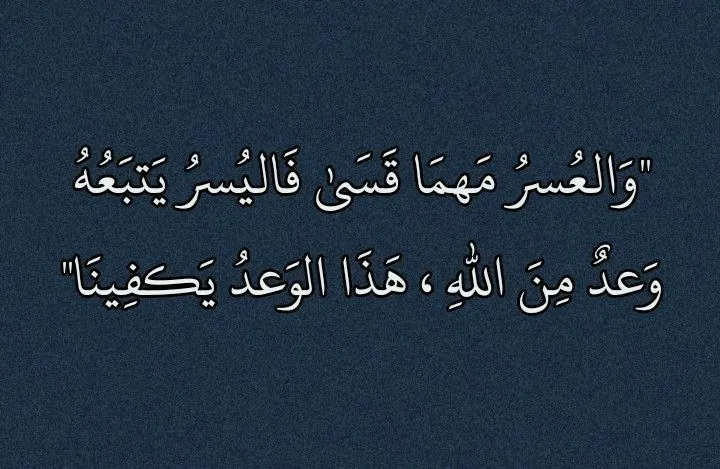 "وَالعُسرُ مَهمَا قَسَىٰ فَاليُسرُ يَتبَعُهُ
وَعدٌ مِنَ اللهِ ، هَذَا الوَعدُ يَكفِينَا"